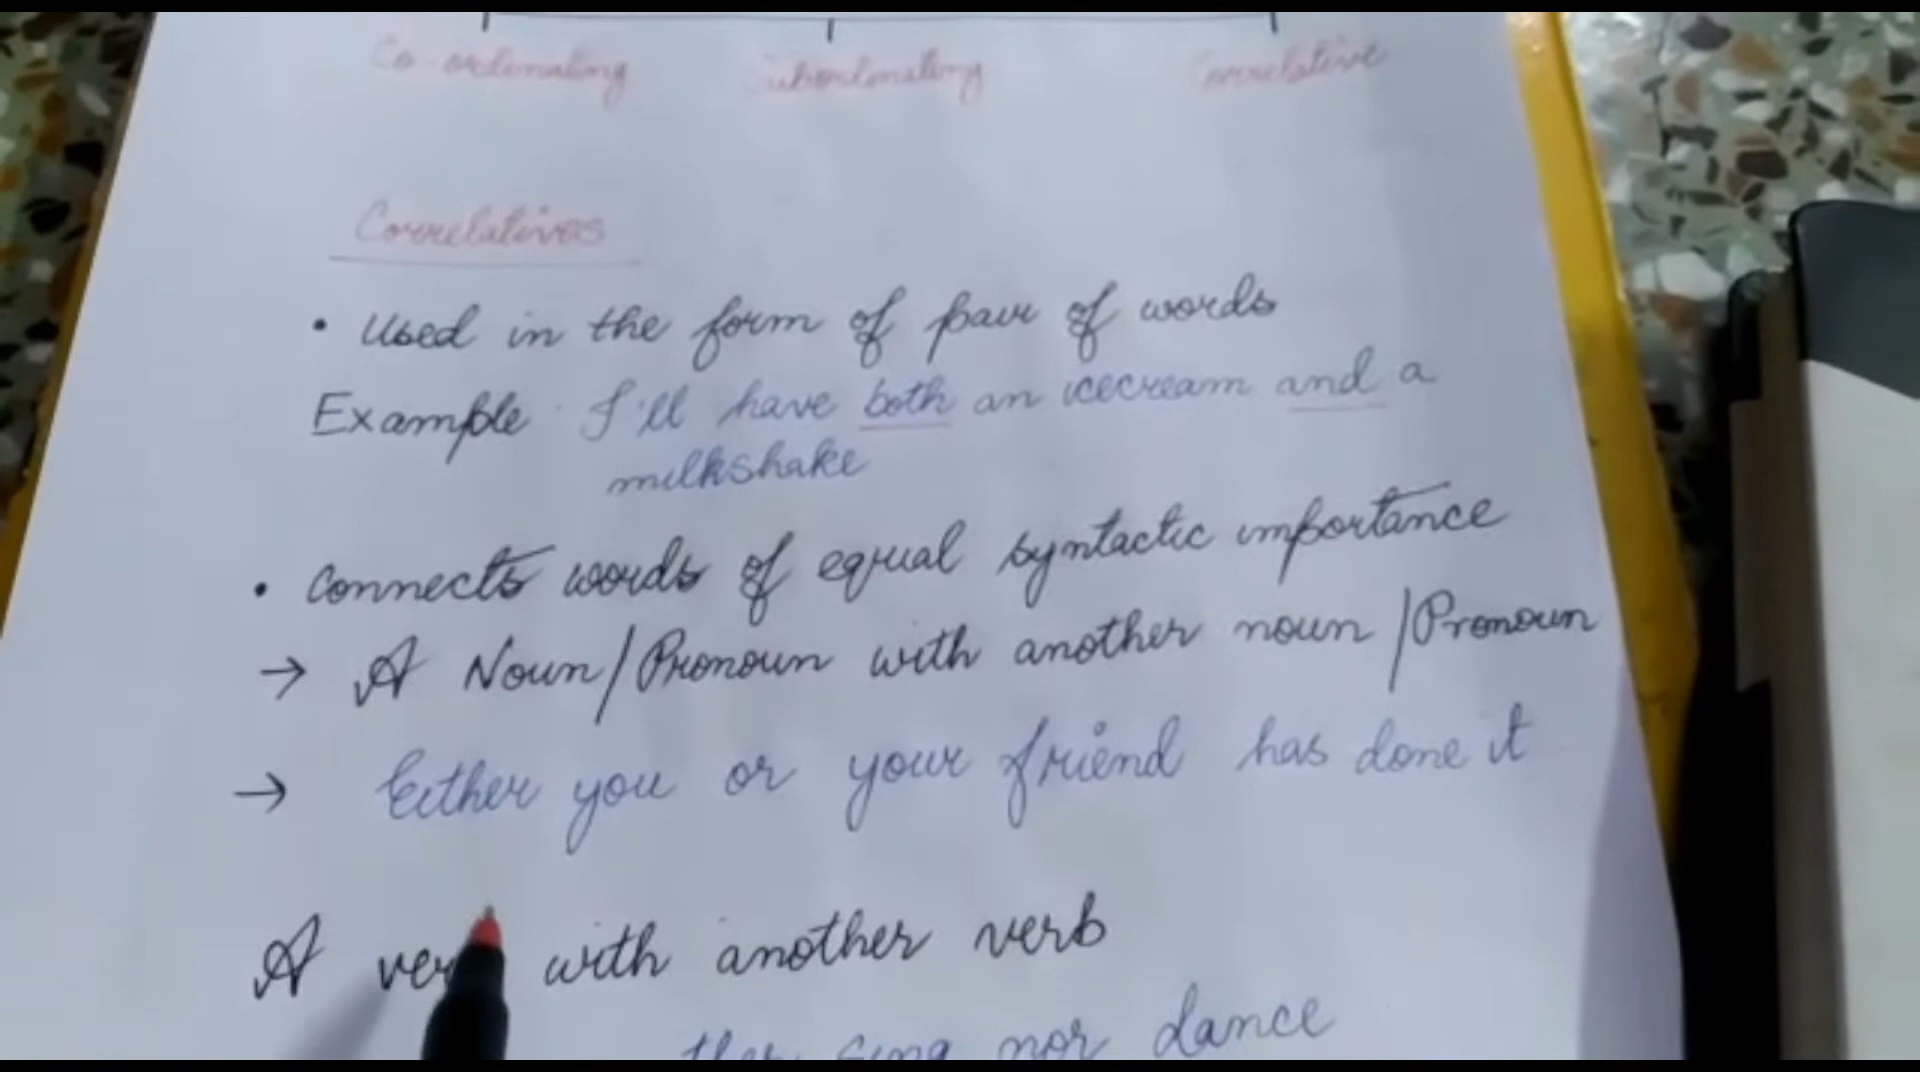 Co-ordinating Subordinating Correlative
Correlatives
• Used in the form of pair of words
Example I'll have both an icecream and a
milkshake
• Connects words of equal syntactic importance
→ A Noun/Pronoun with another noun/Pronoun
→ Either you or your friend has done it
A with another verb
sing nor dance